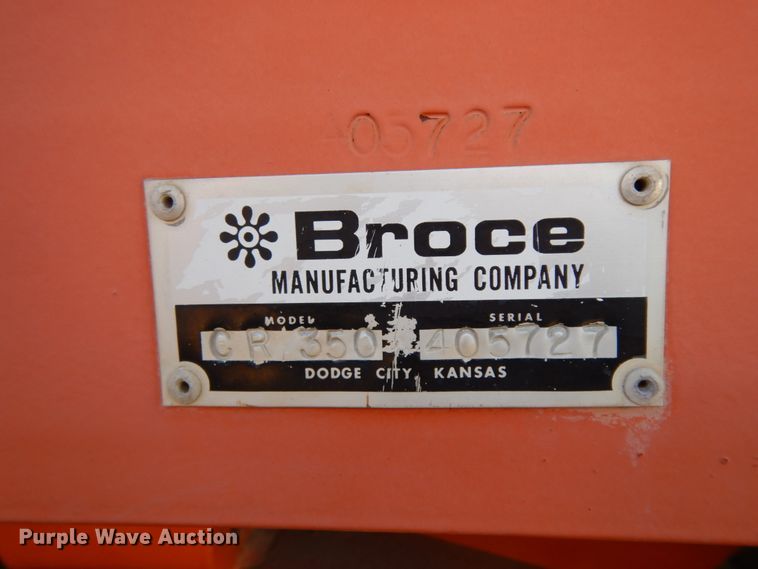 405727
Broce
MANUFACTURING COMPANY
MODEL SERIAL
CR 350 405727
DODGE CITY, KANSAS
Purple Wave Auction